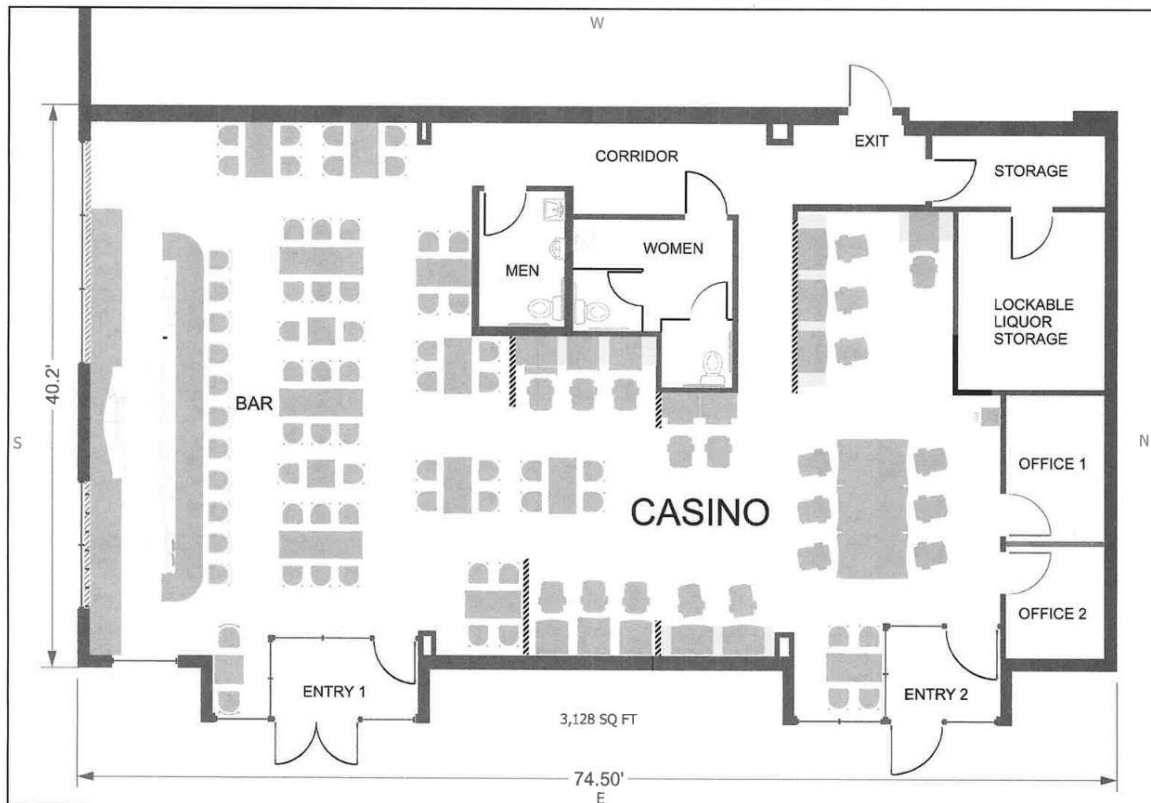 W
EXIT
CORRIDOR
STORAGE
WOMEN
MEN
LOCKABLE
LIQUOR
STORAGE
40.2'
BAR
S
N
OFFICE 1
CASINO
OFFICE 2
ENTRY 1
ENTRY 2
3,128 SQ FT
74.50'
E